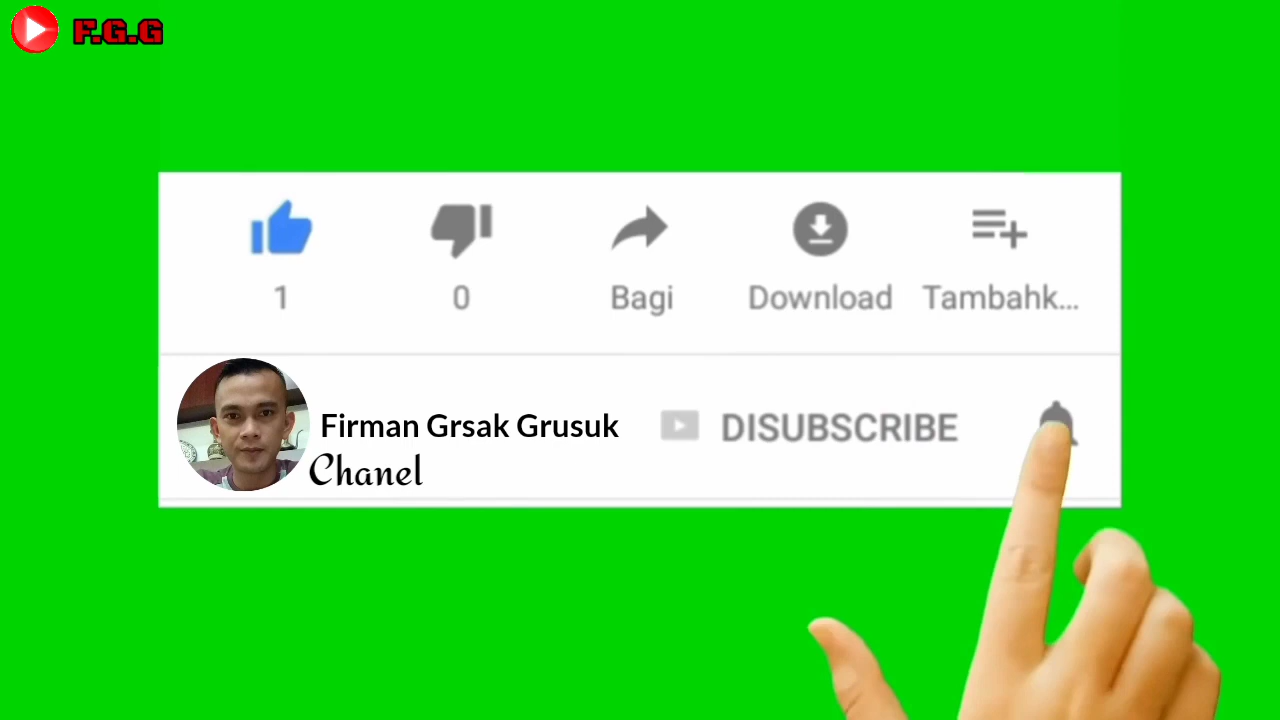 F.G.G
1 0 Bagi Download Tambahk...
Firman Grsak Grusuk DISUBSCRIBE
Chanel